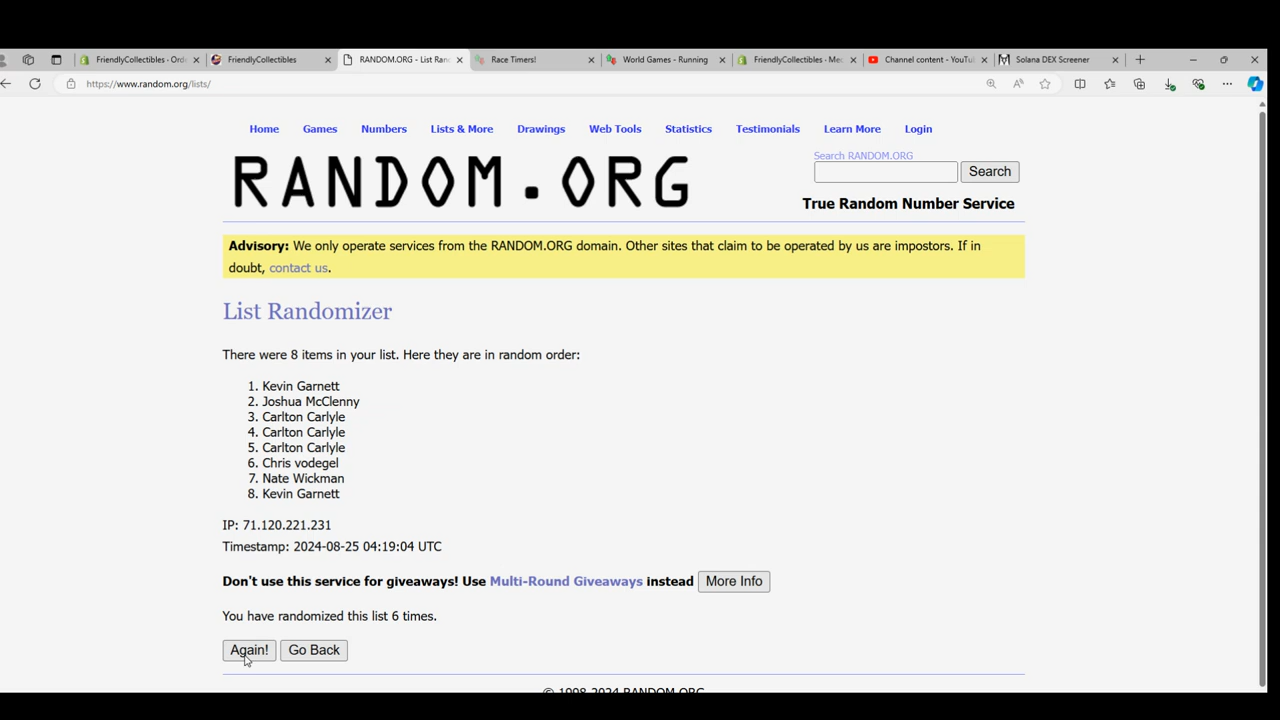 FriendlyCollectibles - Ord
FriendlyCollectibles
RANDOM.ORG - List Ran
Race Timers!
World Games - Running
FriendlyCollectibles - Me
Channel content - YouTu
Solana DEX Screener
https://www.random.org/lists/
Home Games Numbers Lists & More Drawings Web Tools Statistics Testimonials Learn More Login
RANDOM.ORG
Search RANDOM.ORG
Search
True Random Number Service
Advisory: We only operate services from the RANDOM.ORG domain. Other sites that claim to be operated by us are impostors. If in
doubt, contact us.
List Randomizer
There were 8 items in your list. Here they are in random order:
1. Kevin Garnett
2. Joshua McClenny
3. Carlton Carlyle
4. Carlton Carlyle
5. Carlton Carlyle
6. Chris vodegel
7. Nate Wickman
8. Kevin Garnett
IP: 71.120.221.231
Timestamp: 2024-08-25 04:19:04 UTC
Don't use this service for giveaways! Use Multi-Round Giveaways instead More Info
You have randomized this list 6 times.
Again! Go Back
© 1998-2024 RANDOM.ORG